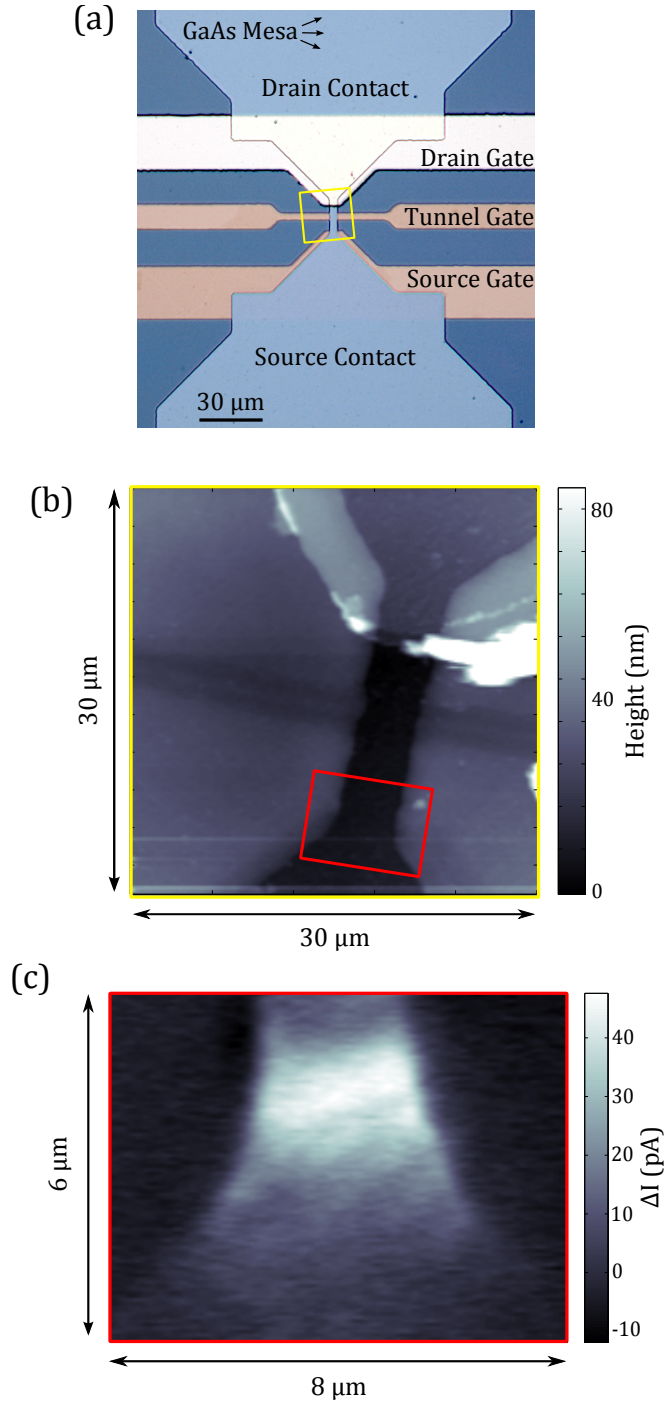 (a)
GaAs Mesa
Drain Contact
Drain Gate
Tunnel Gate
Source Gate
Source Contact
30 μm
(b)
30 μm
30 μm
80
40
0
Height (nm)
(c)
6 μm
8 μm
40
30
20
10
0
-10
ΔI (pA)